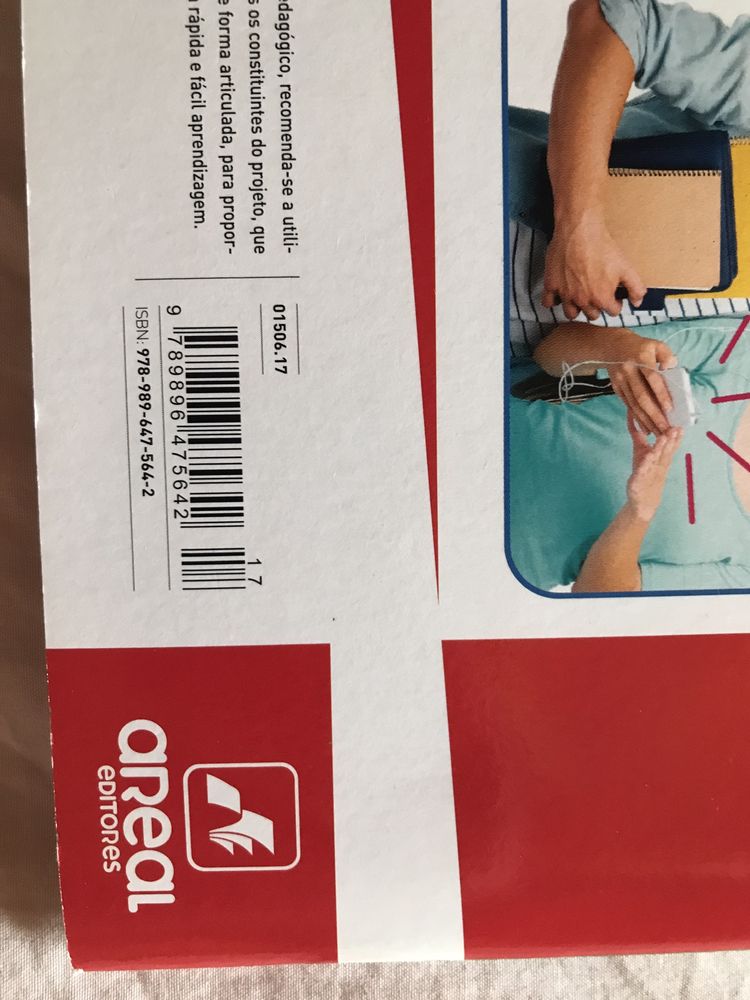 edagógico, recomenda-se a utili-
os constituintes do projeto, que
forma articulada, para propor-
rápida e fácil aprendizagem.
01506.17
9 789896 475642
17
ISBN: 978-989-647-564-2
aReal
eDITORes